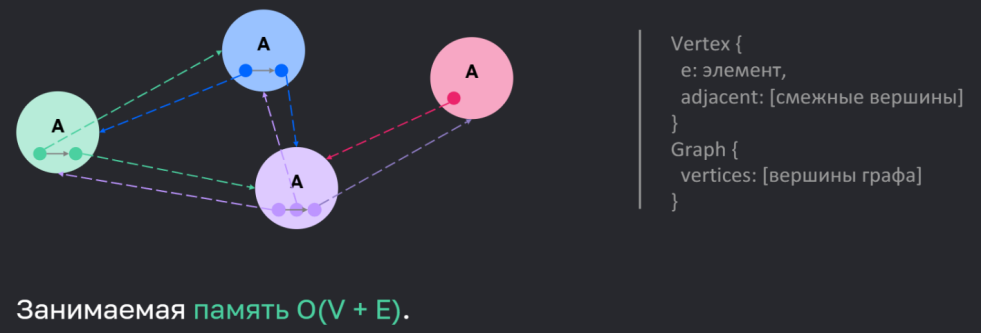 A
A
A
A
Vertex {
e: элемент,
adjacent: [смежные вершины]
}
Graph {
vertices: [вершины графа]
}
Занимаемая память O(V + E).